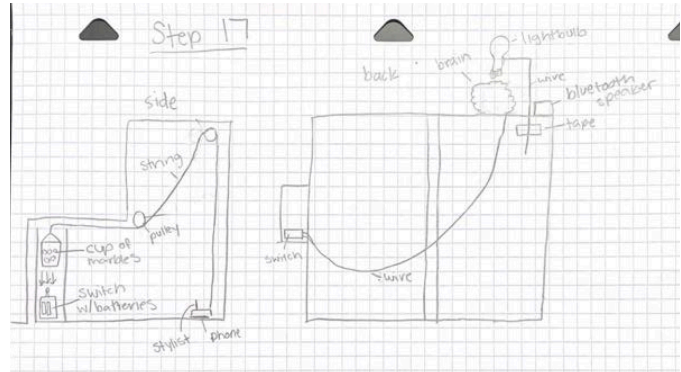 Step 17
side
string
pulley
cup of
marbles
switch
w/batteries
stylist
phone
back
brain
lightbulb
wire
bluetooth
speaker
tape
switch
wire